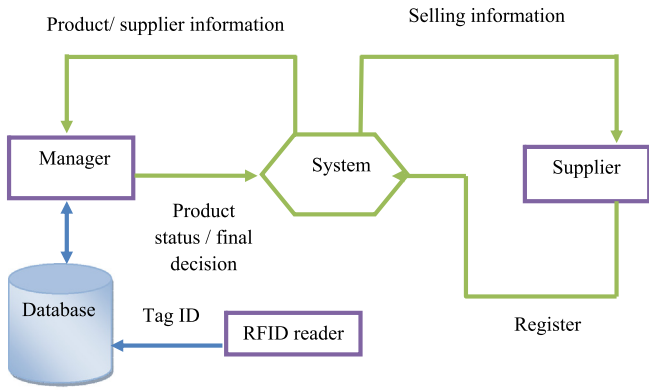 Product/ supplier information
Selling information
Manager
System
Supplier
Product
status / final
decision
Database
Tag ID
RFID reader
Register